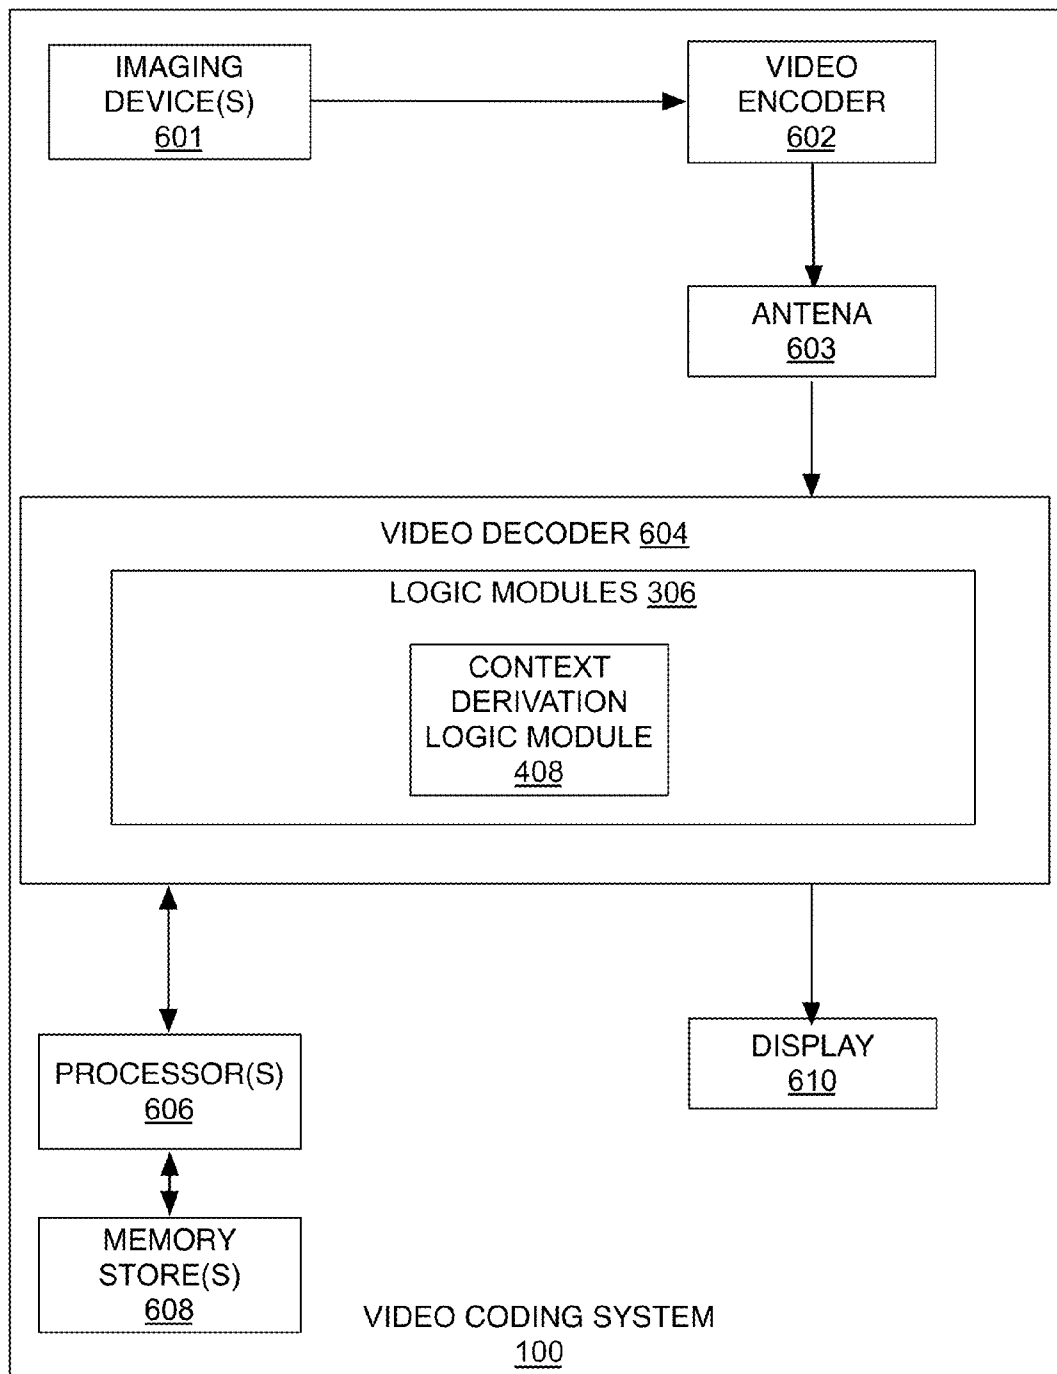 IMAGING
DEVICE(S)
601
VIDEO
ENCODER
602
ANTENA
603
VIDEO DECODER 604
LOGIC MODULES 306
CONTEXT
DERIVATION
LOGIC MODULE
408
PROCESSOR(S)
606
DISPLAY
610
MEMORY
STORE(S)
608
VIDEO CODING SYSTEM
100